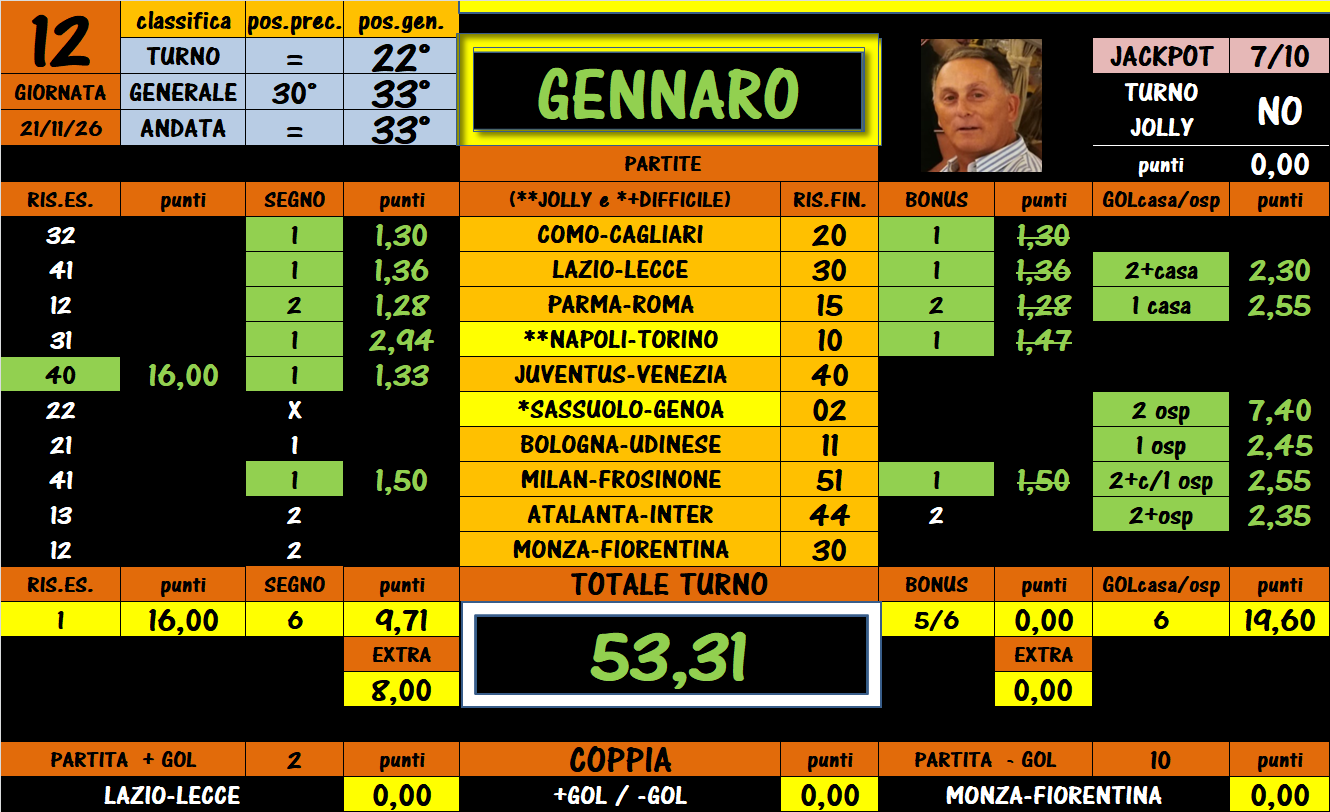 12 classifica pos.prec. pos.gen.
TURNO = 22°
GIORNATA GENERALE 30° 33°
21/11/26 ANDATA = 33°
GENNARO
JACKPOT 7/10
TURNO JOLLY NO
punti 0,00
PARTITE
RIS.ES. punti SEGNO punti (**JOLLY e *+DIFFICILE) RIS.FIN. BONUS punti GOLcasa/osp punti
32 1 1,30 COMO-CAGLIARI 20 1 1,30
41 1 1,36 LAZIO-LECCE 30 1 1,36 2+casa 2,30
12 2 1,28 PARMA-ROMA 15 2 1,28 1 casa 2,55
31 1 2,94 **NAPOLI-TORINO 10 1 1,47
40 16,00 1 1,33 JUVENTUS-VENEZIA 40
22 X *SASSUOLO-GENOA 02 2 osp 7,40
21 1 BOLOGNA-UDINESE 11 1 osp 2,45
41 1 1,50 MILAN-FROSINONE 51 1 1,50 2+c/1 osp 2,55
13 2 ATALANTA-INTER 44 2 2+osp 2,35
12 2 MONZA-FIORENTINA 30
RIS.ES. punti SEGNO punti TOTALE TURNO BONUS punti GOLcasa/osp punti
1 16,00 6 9,71 53,31 5/6 0,00 6 19,60
EXTRA EXTRA
8,00 0,00
PARTITA + GOL 2 punti COPPIA punti PARTITA - GOL 10 punti
LAZIO-LECCE 0,00 +GOL / -GOL 0,00 MONZA-FIORENTINA 0,00